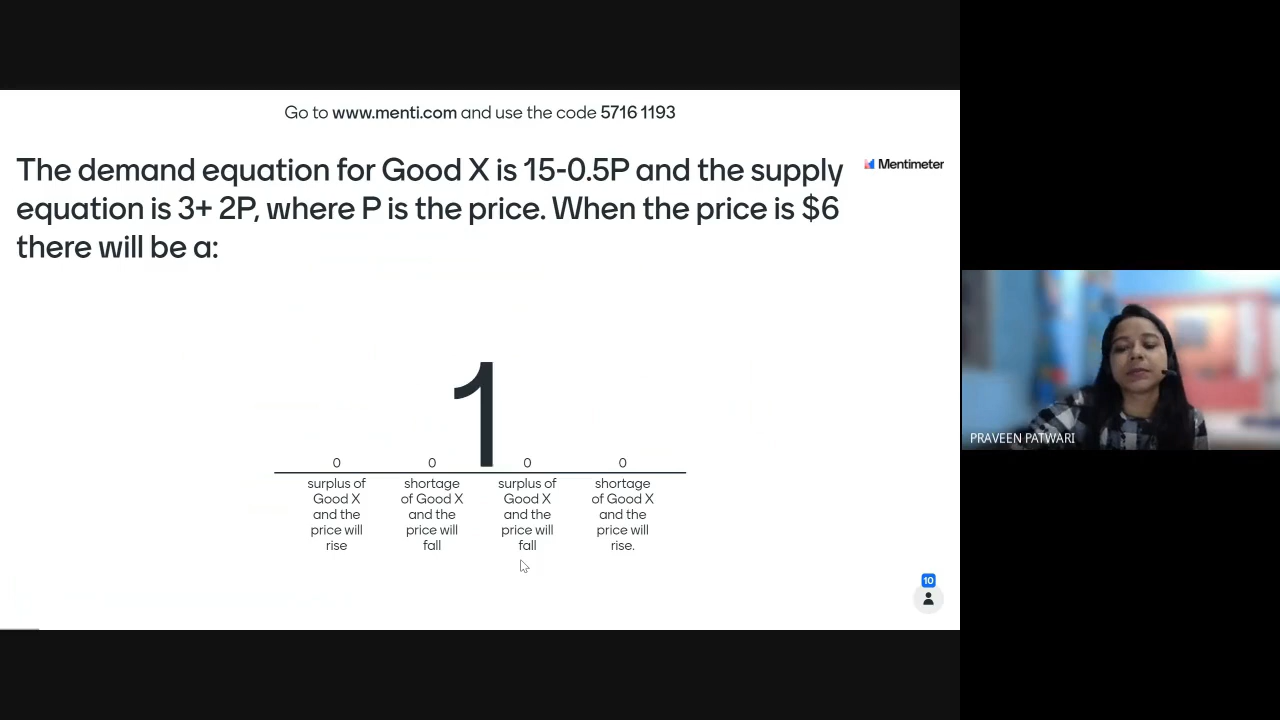 Go to www.menti.com and use the code 5716 1193
The demand equation for Good X is 15-0.5P and the supply
equation is 3+ 2P, where P is the price. When the price is $6
there will be a:
Mentimeter
1
0
surplus of
Good X
and the
price will
rise
0
shortage
of Good X
and the
price will
fall
0
surplus of
Good X
and the
price will
fall
0
shortage
of Good X
and the
price will
rise.
10
PRAVEEN PATWARI